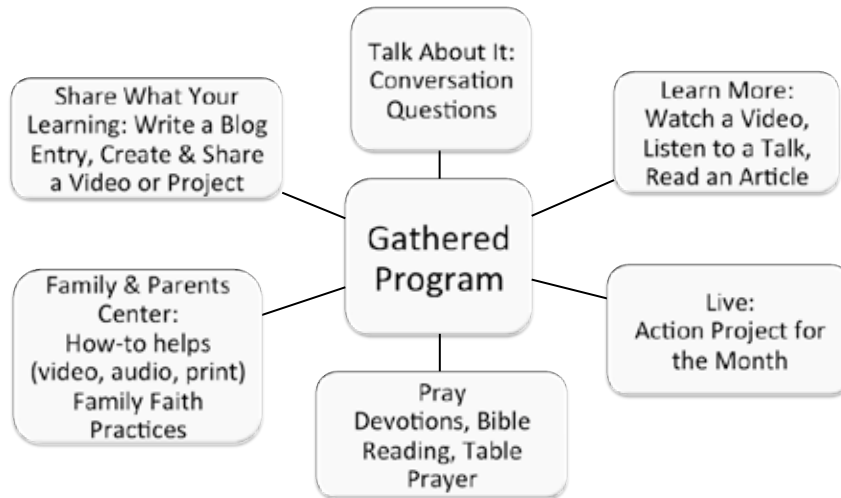 Talk About It:
Conversation
Questions
Share What Your
Learning: Write a Blog
Entry, Create & Share
a Video or Project
Learn More:
Watch a Video,
Listen to a Talk,
Read an Article
Gathered
Program
Family & Parents
Center:
How-to helps
(video, audio, print)
Family Faith
Practices
Live:
Action Project for
the Month
Pray
Devotions, Bible
Reading, Table
Prayer